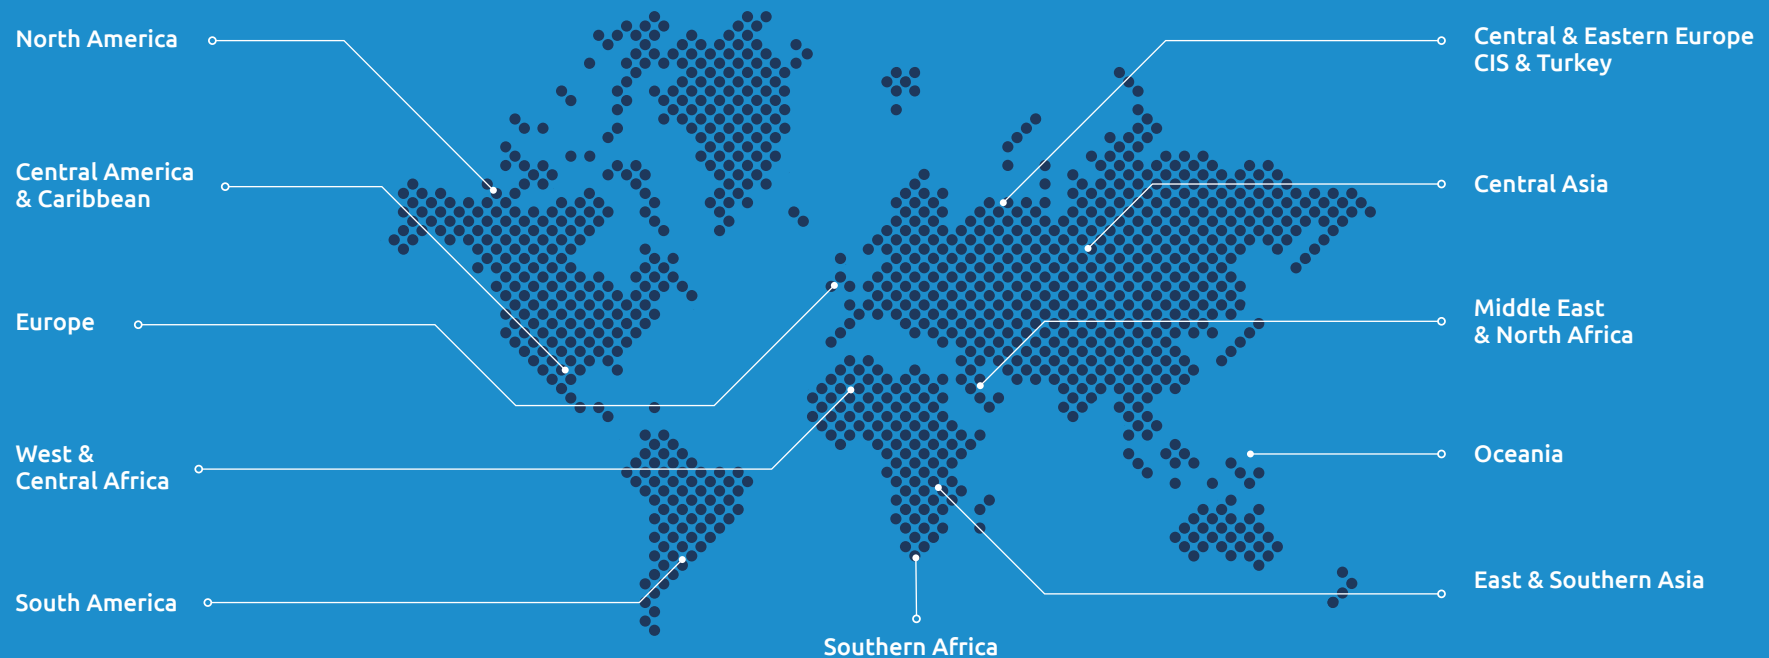 North America
Central America
& Caribbean
Europe
West &
Central Africa
South America
Southern Africa
Central & Eastern Europe
CIS & Turkey
Central Asia
Middle East
& North Africa
Oceania
East & Southern Asia